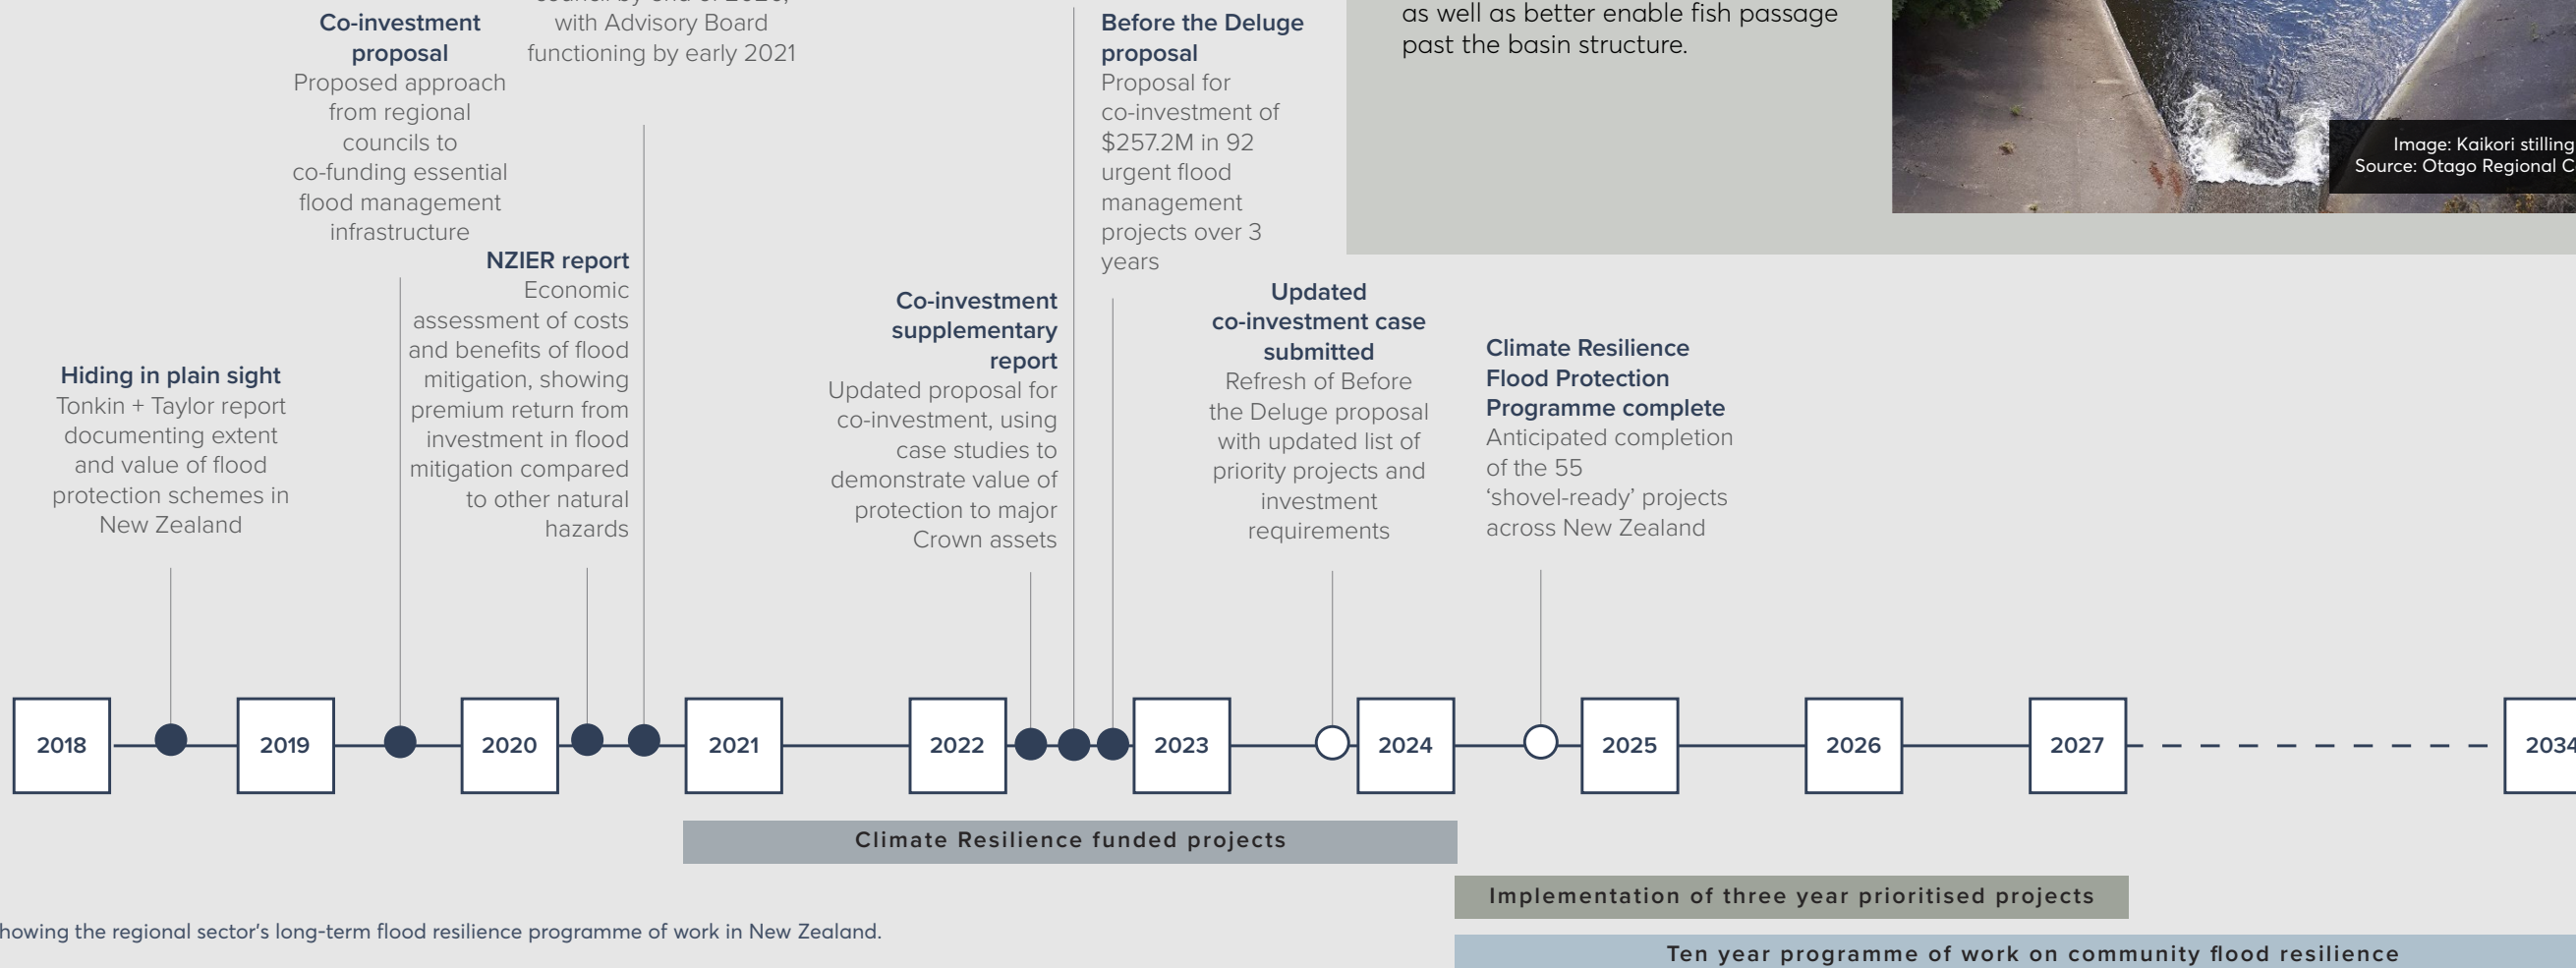 Co-investment
proposal
Proposed approach
from regional
councils to
co-funding essential
flood management
infrastructure
with Advisory Board
functioning by early 2021
Before the Deluge
proposal
Proposal for
co-investment of
$257.2M in 92
urgent flood
management
projects over 3
years
as well as better enable fish passage
past the basin structure.
Image: Kaikori stilling
Source: Otago Regional C
NZIER report
Economic
assessment of costs
and benefits of flood
mitigation, showing
premium return from
investment in flood
mitigation compared
to other natural
hazards
Hiding in plain sight
Tonkin + Taylor report
documenting extent
and value of flood
protection schemes in
New Zealand
Co-investment
supplementary
report
Updated proposal for
co-investment, using
case studies to
demonstrate value of
protection to major
Crown assets
Updated
co-investment case
submitted
Refresh of Before
the Deluge proposal
with updated list of
priority projects and
investment
requirements
Climate Resilience
Flood Protection
Programme complete
Anticipated completion
of the 55
‘shovel-ready’ projects
across New Zealand
2018 2019 2020 2021 2022 2023 2024 2025 2026 2027 2034
Climate Resilience funded projects
Implementation of three year prioritised projects
howing the regional sector's long-term flood resilience programme of work in New Zealand.
Ten year programme of work on community flood resilience